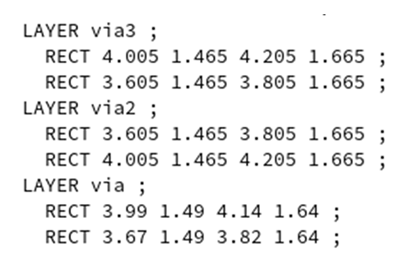 LAYER via3 ;
RECT 4.005 1.465 4.205 1.665 ;
RECT 3.605 1.465 3.805 1.665 ;
LAYER via2 ;
RECT 3.605 1.465 3.805 1.665 ;
RECT 4.005 1.465 4.205 1.665 ;
LAYER via ;
RECT 3.99 1.49 4.14 1.64 ;
RECT 3.67 1.49 3.82 1.64 ;